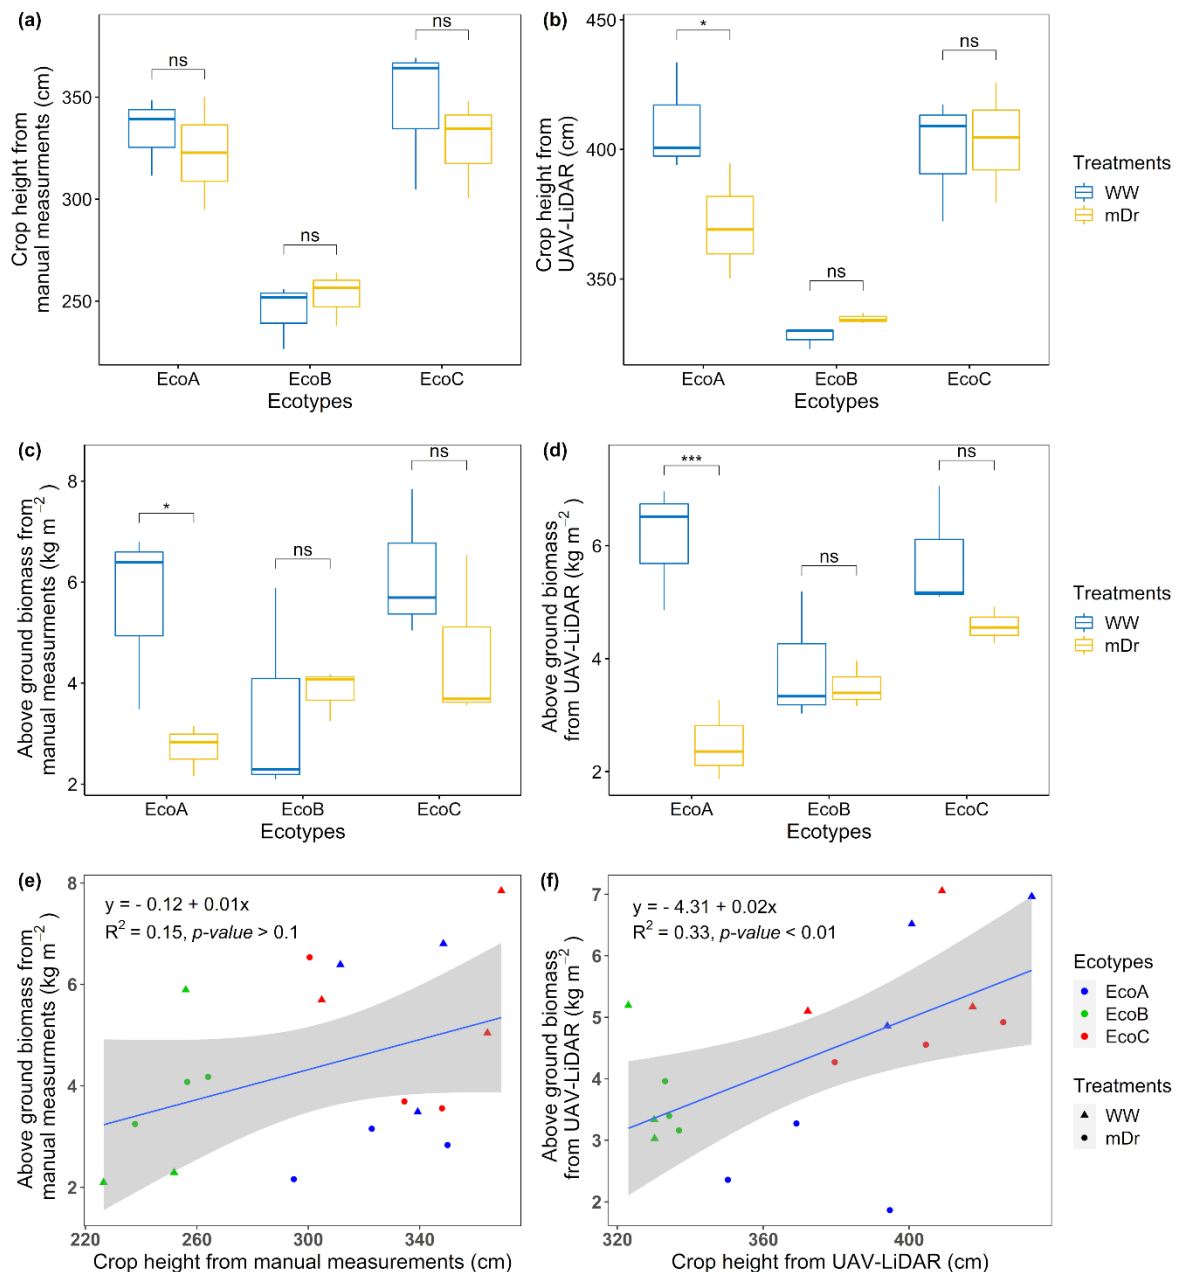 (a)
Crop height from
manual measurments (cm)
350
300
250
ns
ns
ns
EcoA
EcoB
EcoC
Ecotypes
(b)
Crop height from
UAV-LiDAR (cm)
450
400
350
*
ns
ns
EcoA
EcoB
EcoC
Ecotypes
Treatments
WW
mDr
(c)
Above ground biomass from
manual measurments (kg m−2)
8
6
4
2
*
ns
ns
EcoA
EcoB
EcoC
Ecotypes
(d)
Above ground biomass
from UAV-LiDAR (kg m−2)
6
4
2
***
ns
ns
EcoA
EcoB
EcoC
Ecotypes
Treatments
WW
mDr
(e)
Above ground biomass from
manual measurments (kg m−2)
8
6
4
2
y = - 0.12 + 0.01x
R2 = 0.15, p-value > 0.1
220
260
300
340
Crop height from manual measurements (cm)
(f)
Above ground biomass
from UAV-LiDAR (kg m−2)
7
6
5
4
3
2
y = - 4.31 + 0.02x
R2 = 0.33, p-value < 0.01
320
360
400
Crop height from UAV-LiDAR (cm)
Ecotypes
EcoA
EcoB
EcoC
Treatments
WW
mDr